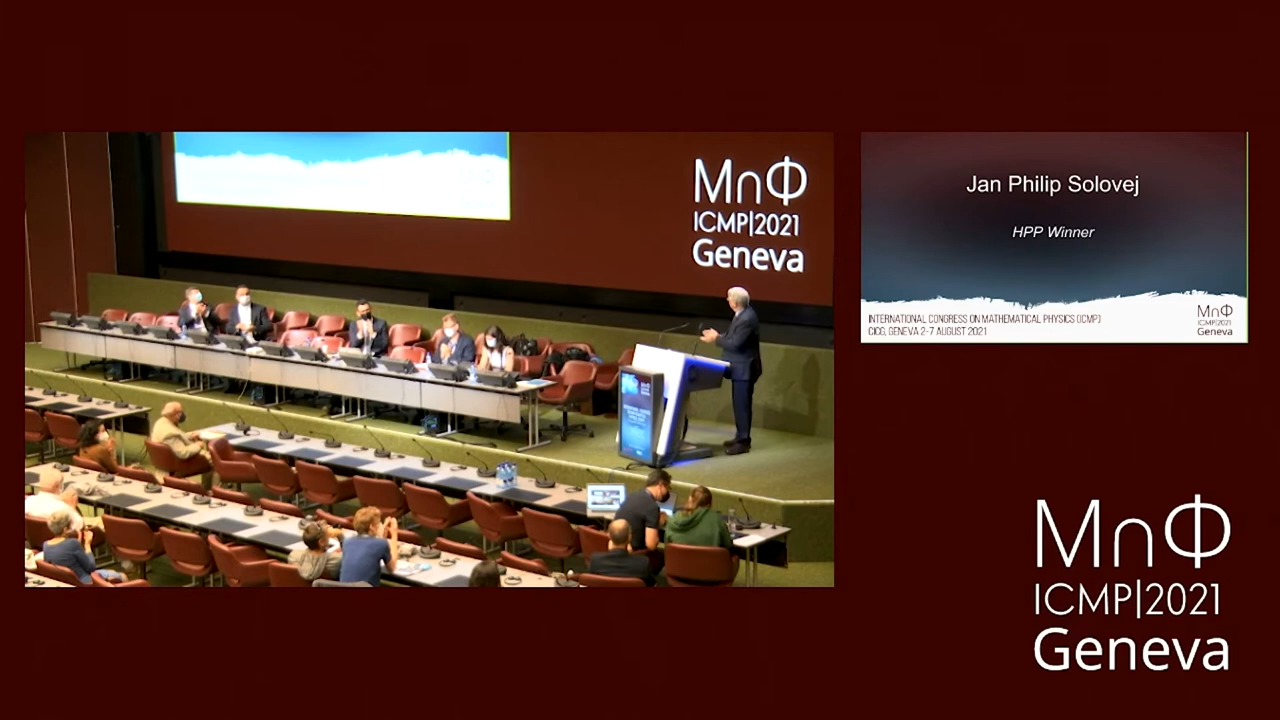 MnΦ
ICMP|2021
Geneva
Jan Philip Solovej
HPP Winner
INTERNATIONAL CONGRESS ON MATHEMATICAL PHYSICS (ICMP)
CICG, GENEVA 2-7 AUGUST 2021
MnΦ
ICMP|2021
Geneva
MnΦ
ICMP|2021
Geneva